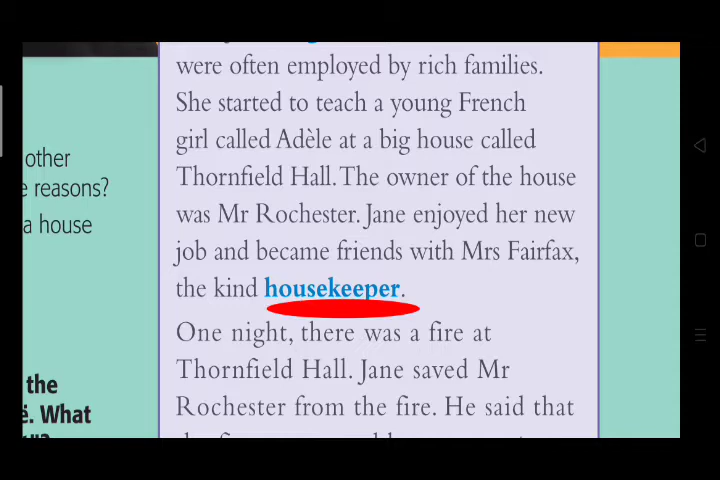 were often employed by rich families.
She started to teach a young French
girl called Adèle at a big house called
Thornfield Hall. The owner of the house
was Mr Rochester. Jane enjoyed her new
job and became friends with Mrs Fairfax,
the kind housekeeper.
One night, there was a fire at
Thornfield Hall. Jane saved Mr
Rochester from the fire. He said that
other
reasons?
a house
the
What